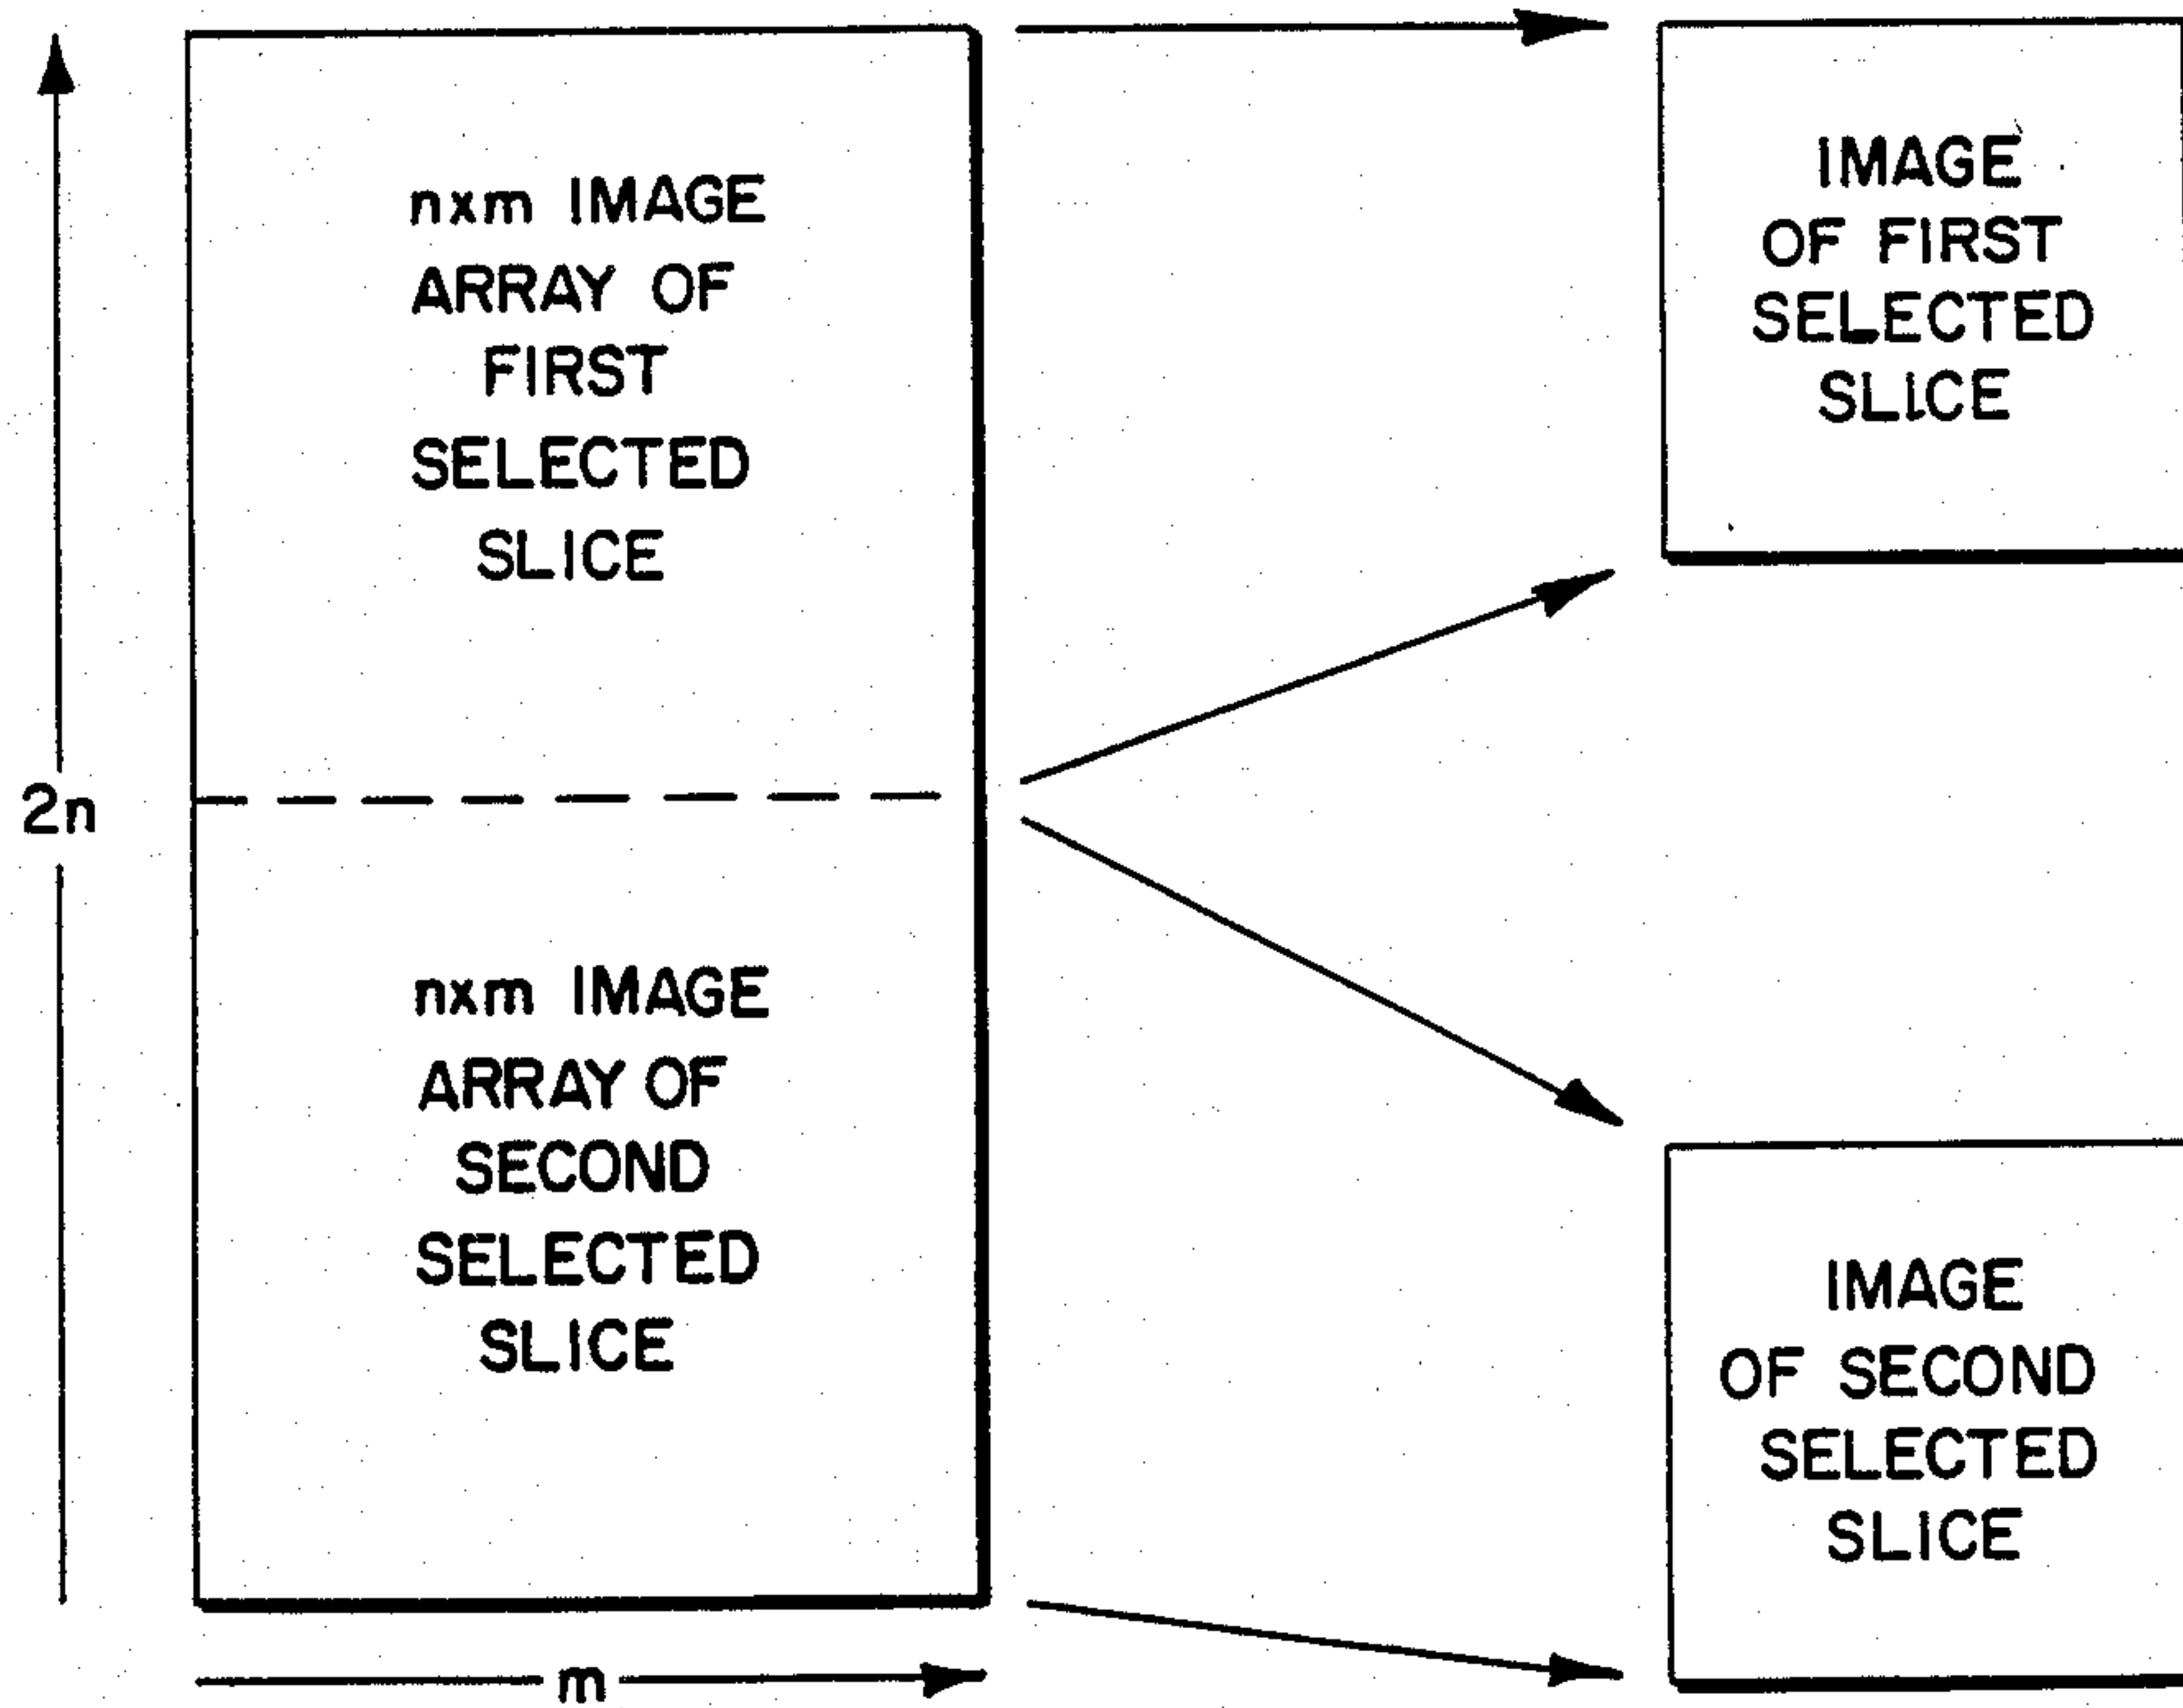 nxm IMAGE
ARRAY OF
FIRST
SELECTED
SLICE
IMAGE
OF FIRST
SELECTED
SLICE
2n
nxm IMAGE
ARRAY OF
SECOND
SELECTED
SLICE
IMAGE
OF SECOND
SELECTED
SLICE
m